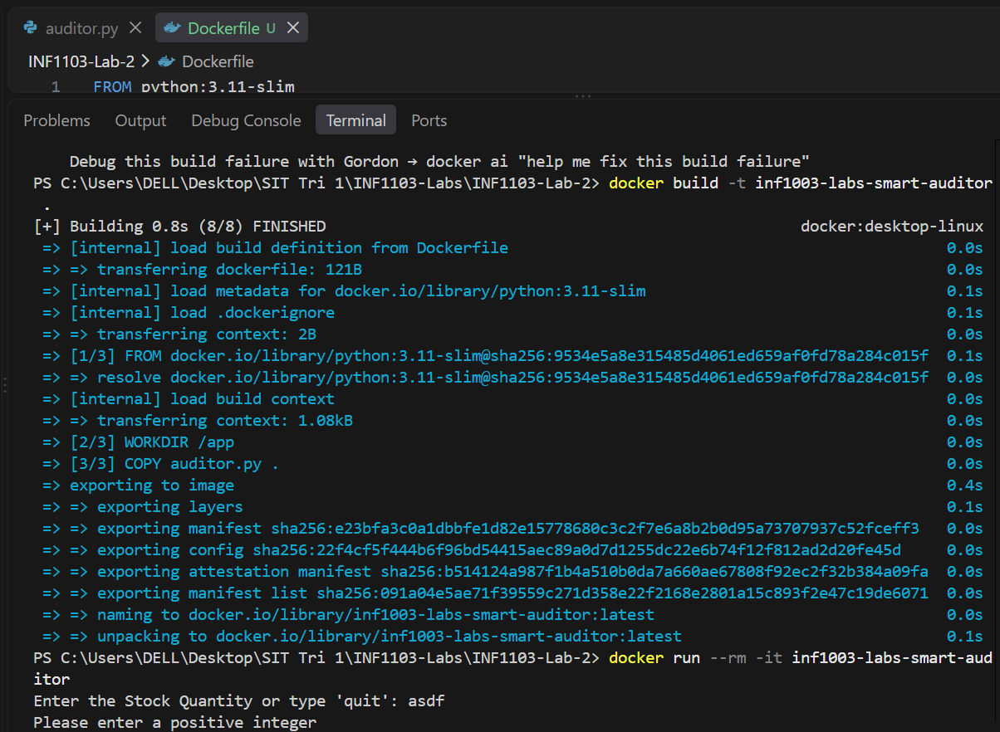 auditor.py
Dockerfile U
INF1103-Lab-2 > Dockerfile
1 FROM python:3.11-slim
Problems Output Debug Console Terminal Ports
Debug this build failure with Gordon → docker ai "help me fix this build failure"
PS C:\Users\DELL\Desktop\SIT Tri 1\INF1103-Labs\INF1103-Lab-2> docker build -t inf1003-labs-smart-auditor
.
[+] Building 0.8s (8/8) FINISHED docker:desktop-linux
=> [internal] load build definition from Dockerfile 0.0s
=> => transferring dockerfile: 121B 0.0s
=> [internal] load metadata for docker.io/library/python:3.11-slim 0.1s
=> [internal] load .dockerignore 0.1s
=> => transferring context: 2B 0.0s
=> [1/3] FROM docker.io/library/python:3.11-slim@sha256:9534e5a8e315485d4061ed659af0fd78a284c015f 0.1s
=> => resolve docker.io/library/python:3.11-slim@sha256:9534e5a8e315485d4061ed659af0fd78a284c015f 0.0s
=> [internal] load build context 0.0s
=> => transferring context: 1.08kB 0.0s
=> [2/3] WORKDIR /app 0.0s
=> [3/3] COPY auditor.py . 0.0s
=> exporting to image 0.4s
=> => exporting layers 0.1s
=> => exporting manifest sha256:e23bfa3c0a1dbbfe1d82e15778680c3c2f7e6a8b2b0d95a73707937c52fceff3 0.0s
=> => exporting config sha256:22f4cf5f444b6f96bd54415aec89a0d7d1255dc22e6b74f12f812ad2d20fe45d 0.0s
=> => exporting attestation manifest sha256:b514124a987f1b4a510b0da7a660ae67808f92ec2f32b384a09fa 0.0s
=> => exporting manifest list sha256:091a04e5ae71f39559c271d358e22f2168e2801a15c893f2e47c19de6071 0.0s
=> => naming to docker.io/library/inf1003-labs-smart-auditor:latest 0.0s
=> => unpacking to docker.io/library/inf1003-labs-smart-auditor:latest 0.1s
PS C:\Users\DELL\Desktop\SIT Tri 1\INF1103-Labs\INF1103-Lab-2> docker run --rm -it inf1003-labs-smart-aud
itor
Enter the Stock Quantity or type 'quit': asdf
Please enter a positive integer